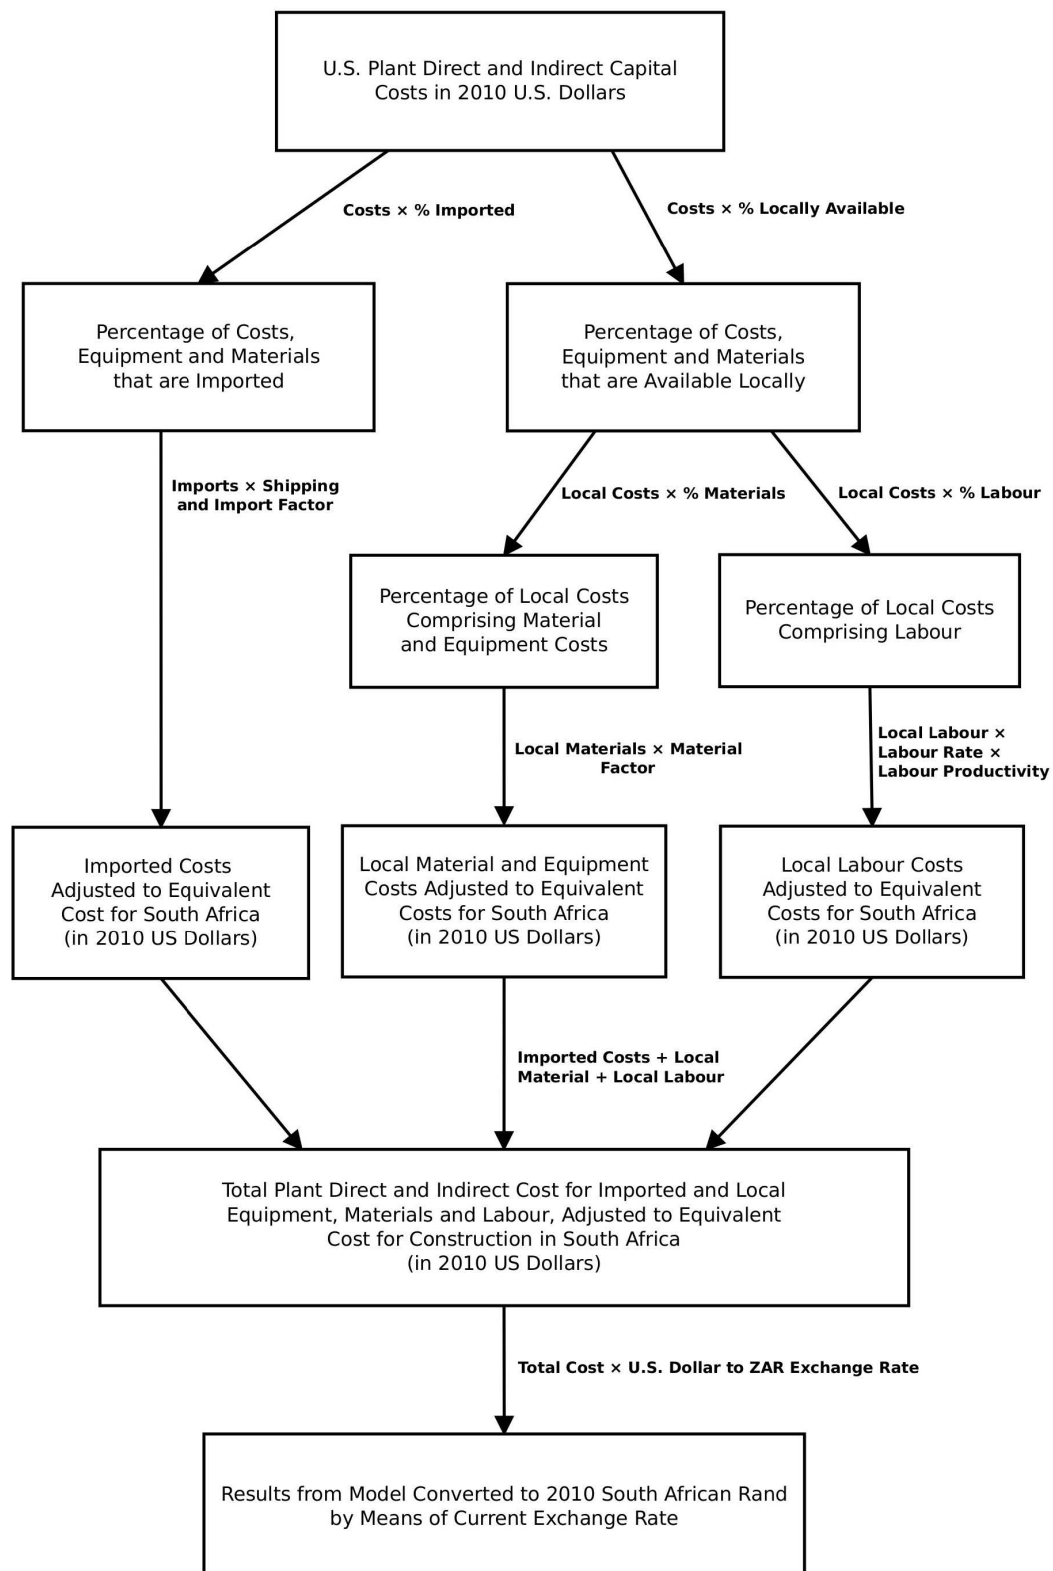 U.S. Plant Direct and Indirect Capital
Costs in 2010 U.S. Dollars
Costs × % Imported
Costs × % Locally Available
Percentage of Costs,
Equipment and Materials
that are Imported
Percentage of Costs,
Equipment and Materials
that are Available Locally
Imports × Shipping
and Import Factor
Local Costs × % Materials
Local Costs × % Labour
Percentage of Local Costs
Comprising Material
and Equipment Costs
Percentage of Local Costs
Comprising Labour
Local Materials × Material
Factor
Local Labour ×
Labour Rate ×
Labour Productivity
Imported Costs
Adjusted to Equivalent
Cost for South Africa
(in 2010 US Dollars)
Local Material and Equipment
Costs Adjusted to Equivalent
Costs for South Africa
(in 2010 US Dollars)
Local Labour Costs
Adjusted to Equivalent
Costs for South Africa
(in 2010 US Dollars)
Imported Costs + Local
Material + Local Labour
Total Plant Direct and Indirect Cost for Imported and Local
Equipment, Materials and Labour, Adjusted to Equivalent
Cost for Construction in South Africa
(in 2010 US Dollars)
Total Cost × U.S. Dollar to ZAR Exchange Rate
Results from Model Converted to 2010 South African Rand
by Means of Current Exchange Rate